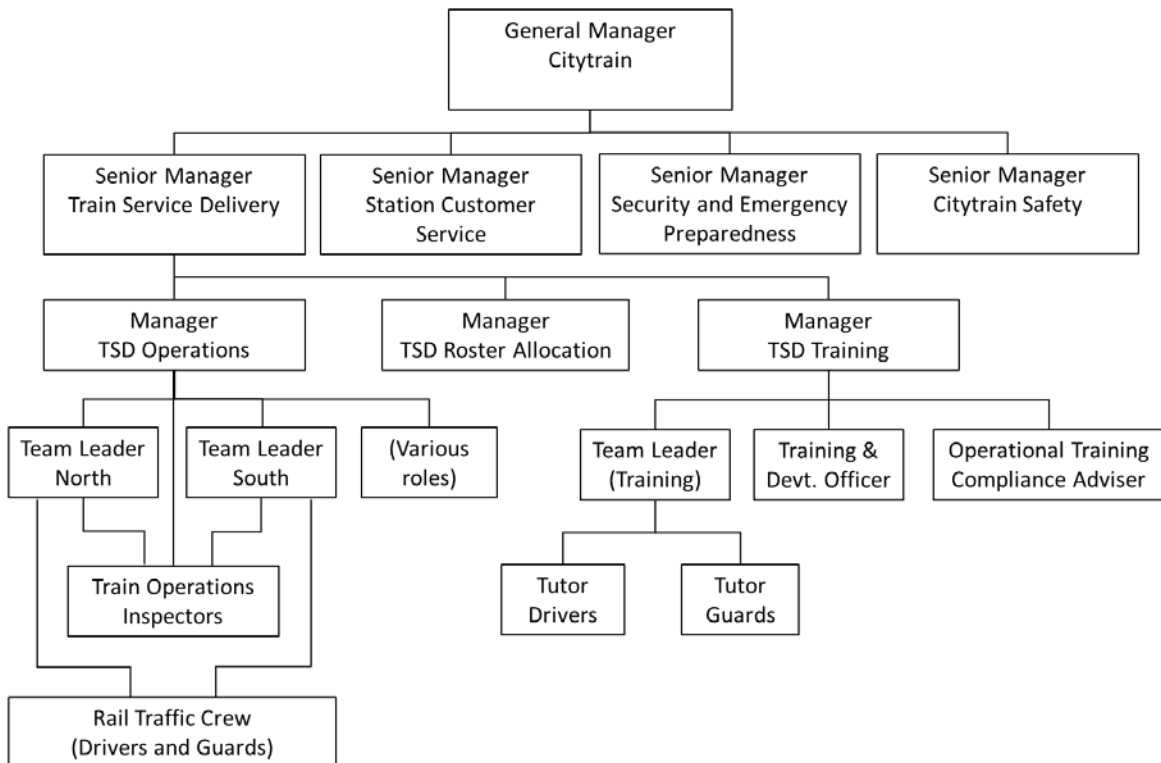 General Manager
Citytrain
Senior Manager
Train Service Delivery
Senior Manager
Station Customer
Service
Senior Manager
Security and Emergency
Preparedness
Senior Manager
Citytrain Safety
Manager
TSD Operations
Manager
TSD Roster Allocation
Manager
TSD Training
Team Leader
North
Team Leader
South
(Various
roles)
Team Leader
(Training)
Training &
Devt. Officer
Operational Training
Compliance Adviser
Train Operations
Inspectors
Tutor
Drivers
Tutor
Guards
Rail Traffic Crew
(Drivers and Guards)